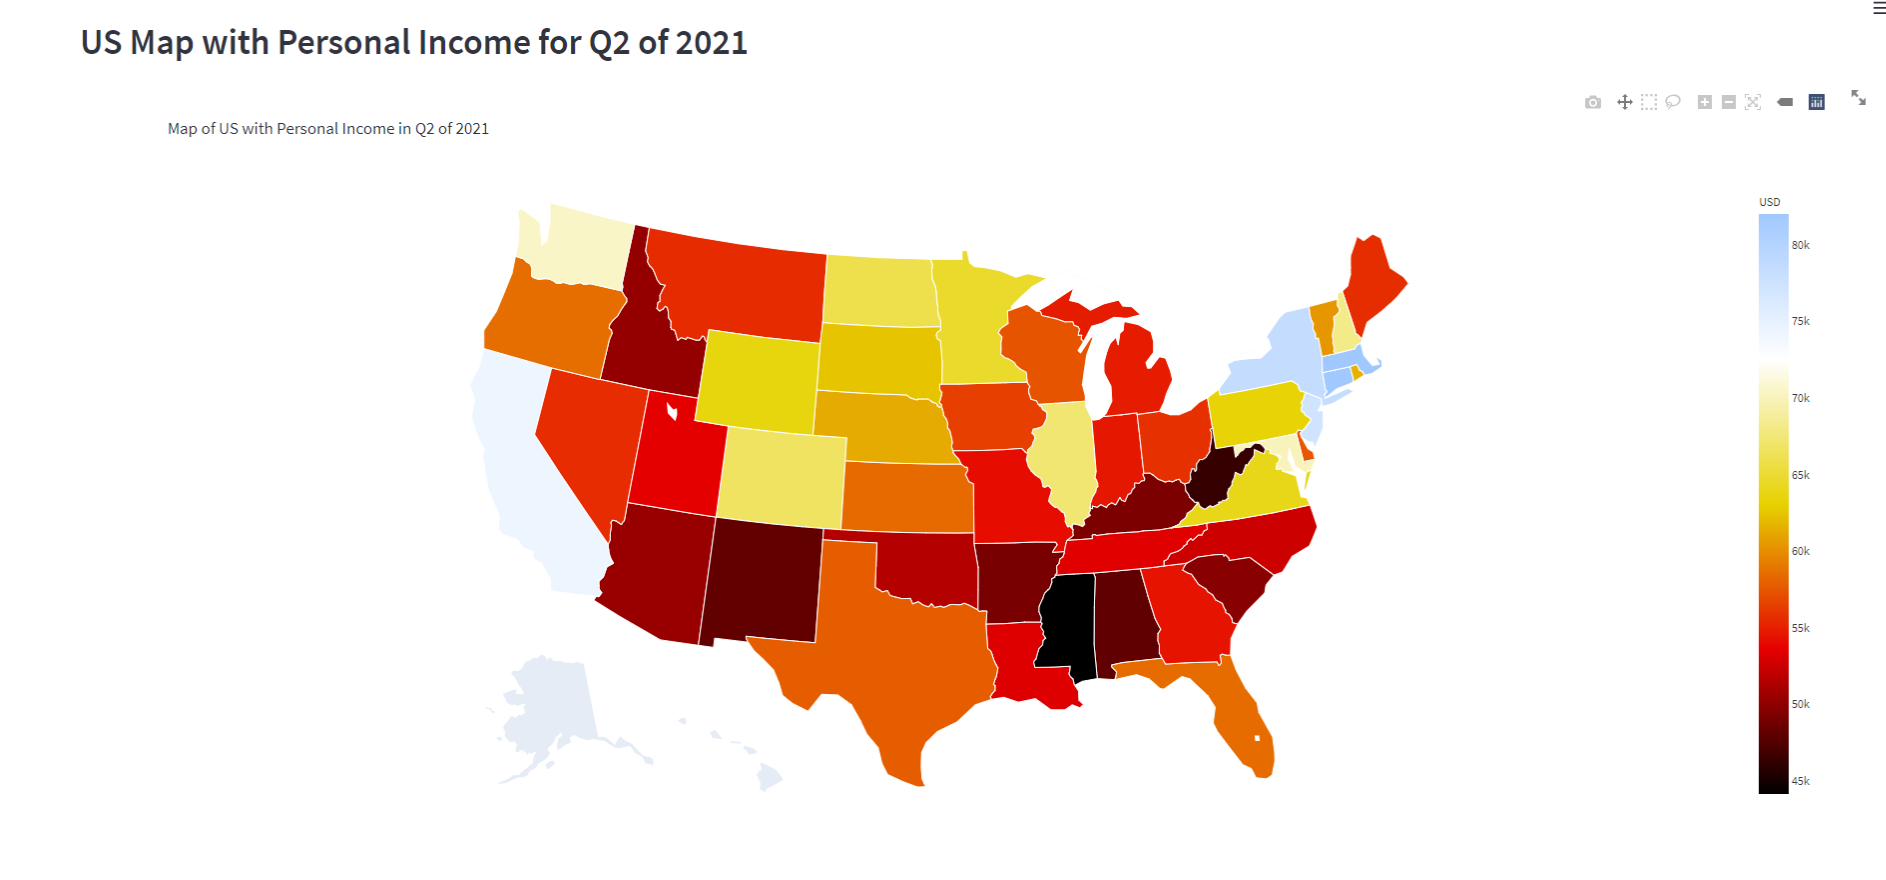 US Map with Personal Income for Q2 of 2021
Map of US with Personal Income in Q2 of 2021
USD
80k
75k
70k
65k
60k
55k
50k
45k